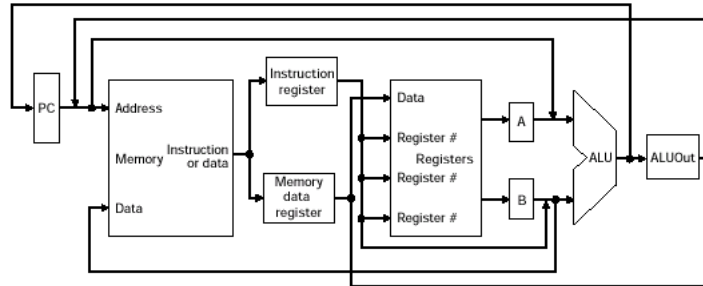 PC
Address
Memory
Instruction
or data
Data
Instruction
register
Memory
data
register
Data
Register #
Registers
Register #
Register #
A
B
ALU
ALUOut